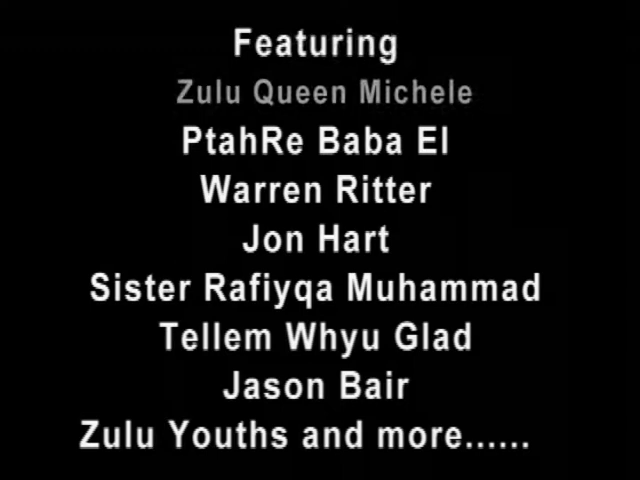 Featuring
Zulu Queen Michele
PtahRe Baba El
Warren Ritter
Jon Hart
Sister Rafiyqa Muhammad
Tellem Whyu Glad
Jason Bair
Zulu Youths and more......